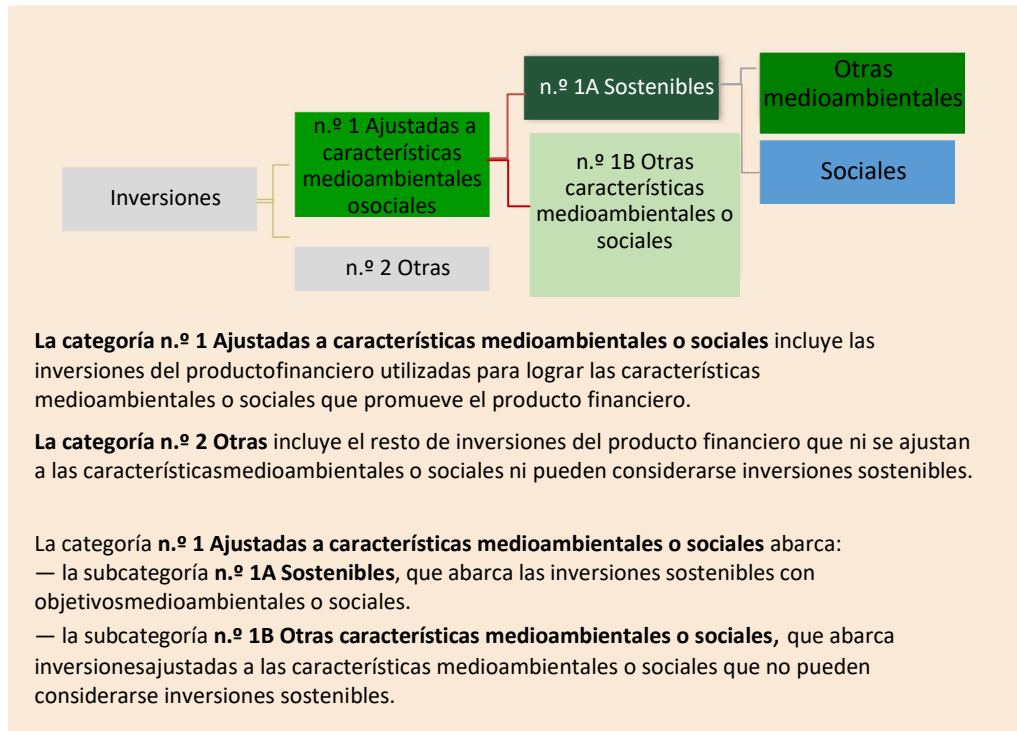 Inversiones
n.º 1 Ajustadas a
características
medioambientales
osociales
n.º 2 Otras
n.º 1A Sostenibles
n.º 1B Otras
características
medioambientales o
sociales
Otras
medioambientales
Sociales
La categoría n.º 1 Ajustadas a características medioambientales o sociales incluye las
inversiones del productofinanciero utilizadas para lograr las características
medioambientales o sociales que promueve el producto financiero.
La categoría n.º 2 Otras incluye el resto de inversiones del producto financiero que ni se ajustan
a las característicasmedioambientales o sociales ni pueden considerarse inversiones sostenibles.
La categoría n.º 1 Ajustadas a características medioambientales o sociales abarca:
— la subcategoría n.º 1A Sostenibles, que abarca las inversiones sostenibles con
objetivosmedioambientales o sociales.
— la subcategoría n.º 1B Otras características medioambientales o sociales, que abarca
inversionesajustadas a las características medioambientales o sociales que no pueden
considerarse inversiones sostenibles.